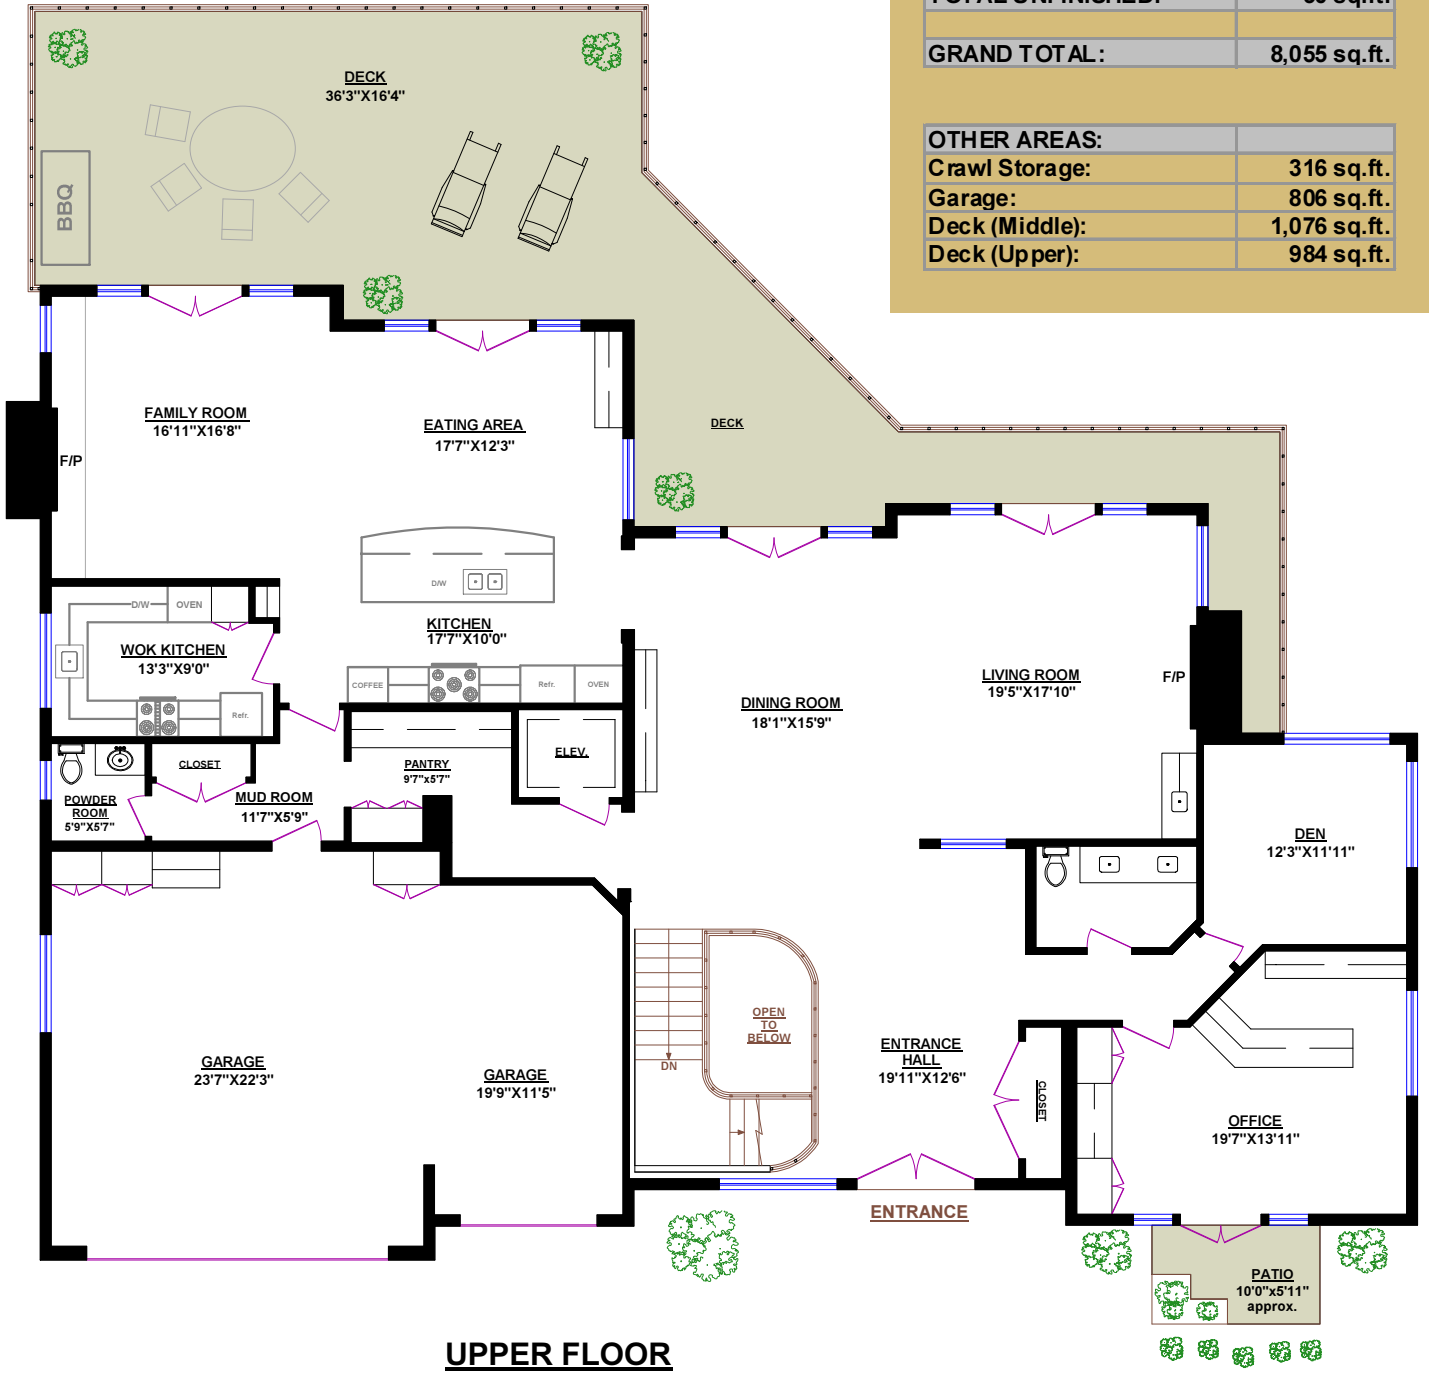 GRAND TOTAL: 8,055 sq.ft.
OTHER AREAS:
Crawl Storage: 316 sq.ft.
Garage: 806 sq.ft.
Deck (Middle): 1,076 sq.ft.
Deck (Upper): 984 sq.ft.
DECK
36'3"X16'4"
BBQ
FAMILY ROOM
16'11"X16'8"
F/P
EATING AREA
17'7"X12'3"
DECK
D/W
KITCHEN
17'7"X10'0"
D/W
OVEN
WOK KITCHEN
13'3"X9'0"
Refr.
COFFEE
Refr.
OVEN
LIVING ROOM
19'5"X17'10"
F/P
DINING ROOM
18'1"X15'9"
ELEV.
CLOSET
PANTRY
9'7"x5'7"
POWDER
ROOM
5'9"X5'7"
MUD ROOM
11'7"X5'9"
DEN
12'3"X11'11"
OPEN
TO
BELOW
DN
ENTRANCE
HALL
19'11"X12'6"
CLOSET
GARAGE
23'7"X22'3"
GARAGE
19'9"X11'5"
OFFICE
19'7"X13'11"
ENTRANCE
PATIO
10'0"x5'11"
approx.
UPPER FLOOR